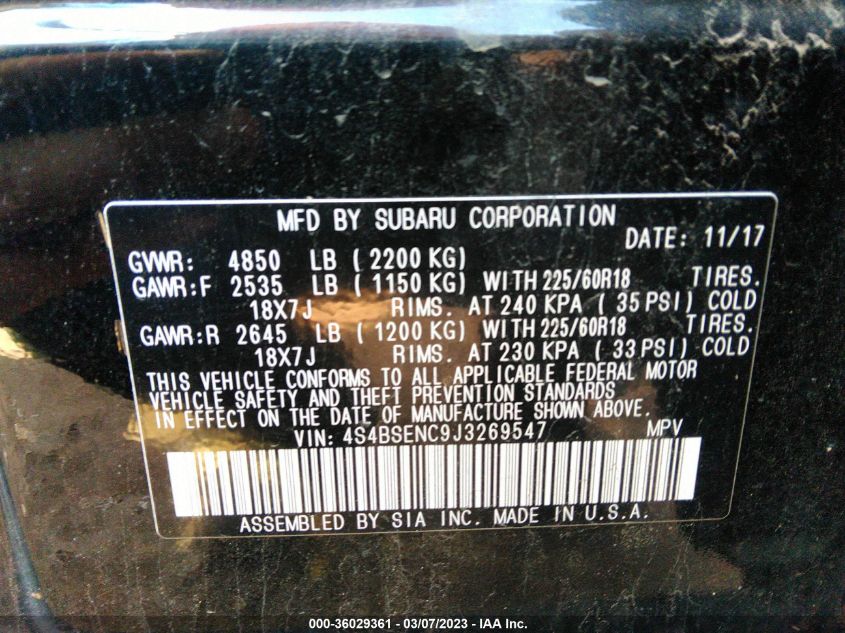 MFD BY SUBARU CORPORATION
DATE: 11/17
GVWR: 4850 LB ( 2200 KG)
GAWR:F 2535 LB ( 1150 KG) WITH 225/60R18 TIRES.
18X7J RIMS. AT 240 KPA ( 35 PSI) COLD
GAWR:R 2645 LB ( 1200 KG) WITH 225/60R18 TIRES.
18X7J RIMS. AT 230 KPA ( 33 PSI) COLD
THIS VEHICLE CONFORMS TO ALL APPLICABLE FEDERAL MOTOR
VEHICLE SAFETY AND THEFT PREVENTION STANDARDS
IN EFFECT ON THE DATE OF MANUFACTURE SHOWN ABOVE.
VIN: 4S4BSENC9J3269547 MPV
ASSEMBLED BY SIA INC. MADE IN U.S.A.
000-36029361 - 03/07/2023 - IAA Inc.